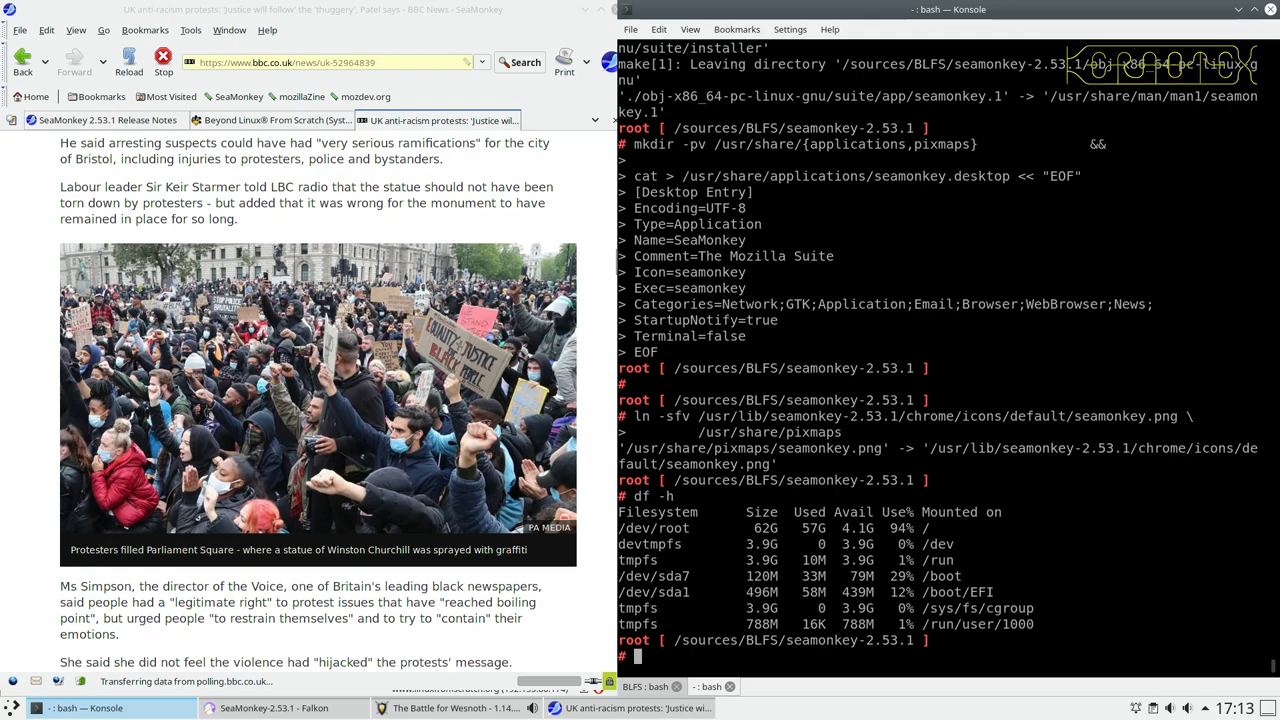 UK anti-racism protests: 'Justice will follow' the 'thuggery', Patel says - BBC News - SeaMonkey
File Edit View Go Bookmarks Tools Window Help
Back Forward Reload Stop
https://www.bbc.co.uk/news/uk-52964839
Search Print
Home Bookmarks Most Visited SeaMonkey mozillaZine mozdev.org
SeaMonkey 2.53.1 Release Notes
Beyond Linux® From Scratch (Syst...
UK anti-racism protests: 'Justice wil...
He said arresting suspects could have had "very serious ramifications" for the city
of Bristol, including injuries to protesters, police and bystanders.
Labour leader Sir Keir Starmer told LBC radio that the statue should not have been
torn down by protesters - but added that it was wrong for the monument to have
remained in place for so long.
STOP POLICE BRUTALITY
EQUALITY JUSTICE
BLACK PEOPLE
PA MEDIA
Protesters filled Parliament Square - where a statue of Winston Churchill was sprayed with graffiti
Ms Simpson, the director of the Voice, one of Britain's leading black newspapers,
said people had a "legitimate right" to protest issues that have "reached boiling
point", but urged people "to restrain themselves" and to try to "contain" their
emotions.
She said she did not feel the violence had "hijacked" the protests' message.
Transferring data from polling.bbc.co.uk...
- : bash — Konsole
File Edit View Bookmarks Settings Help
nu/suite/installer'
make[1]: Leaving directory '/sources/BLFS/seamonkey-2.53.1/obj-x86_64-pc-linux-g
nu'
'./obj-x86_64-pc-linux-gnu/suite/app/seamonkey.1' -> '/usr/share/man/man1/seamon
key.1'
root [ /sources/BLFS/seamonkey-2.53.1 ]
# mkdir -pv /usr/share/{applications,pixmaps} &&
>
> cat > /usr/share/applications/seamonkey.desktop << "EOF"
> [Desktop Entry]
> Encoding=UTF-8
> Type=Application
> Name=SeaMonkey
> Comment=The Mozilla Suite
> Icon=seamonkey
> Exec=seamonkey
> Categories=Network;GTK;Application;Email;Browser;WebBrowser;News;
> StartupNotify=true
> Terminal=false
> EOF
root [ /sources/BLFS/seamonkey-2.53.1 ]
#
root [ /sources/BLFS/seamonkey-2.53.1 ]
# ln -sfv /usr/lib/seamonkey-2.53.1/chrome/icons/default/seamonkey.png \
> /usr/share/pixmaps
'/usr/share/pixmaps/seamonkey.png' -> '/usr/lib/seamonkey-2.53.1/chrome/icons/de
fault/seamonkey.png'
root [ /sources/BLFS/seamonkey-2.53.1 ]
# df -h
Filesystem Size Used Avail Use% Mounted on
/dev/root 62G 57G 4.1G 94% /
devtmpfs 3.9G 0 3.9G 0% /dev
tmpfs 3.9G 10M 3.9G 1% /run
/dev/sda7 120M 33M 79M 29% /boot
/dev/sda1 496M 58M 439M 12% /boot/EFI
tmpfs 3.9G 0 3.9G 0% /sys/fs/cgroup
tmpfs 788M 16K 788M 1% /run/user/1000
root [ /sources/BLFS/seamonkey-2.53.1 ]
#
BLFS : bash
- : bash
- : bash — Konsole
SeaMonkey-2.53.1 - Falkon
The Battle for Wesnoth - 1.14....
UK anti-racism protests: 'Justice wi...
17:13